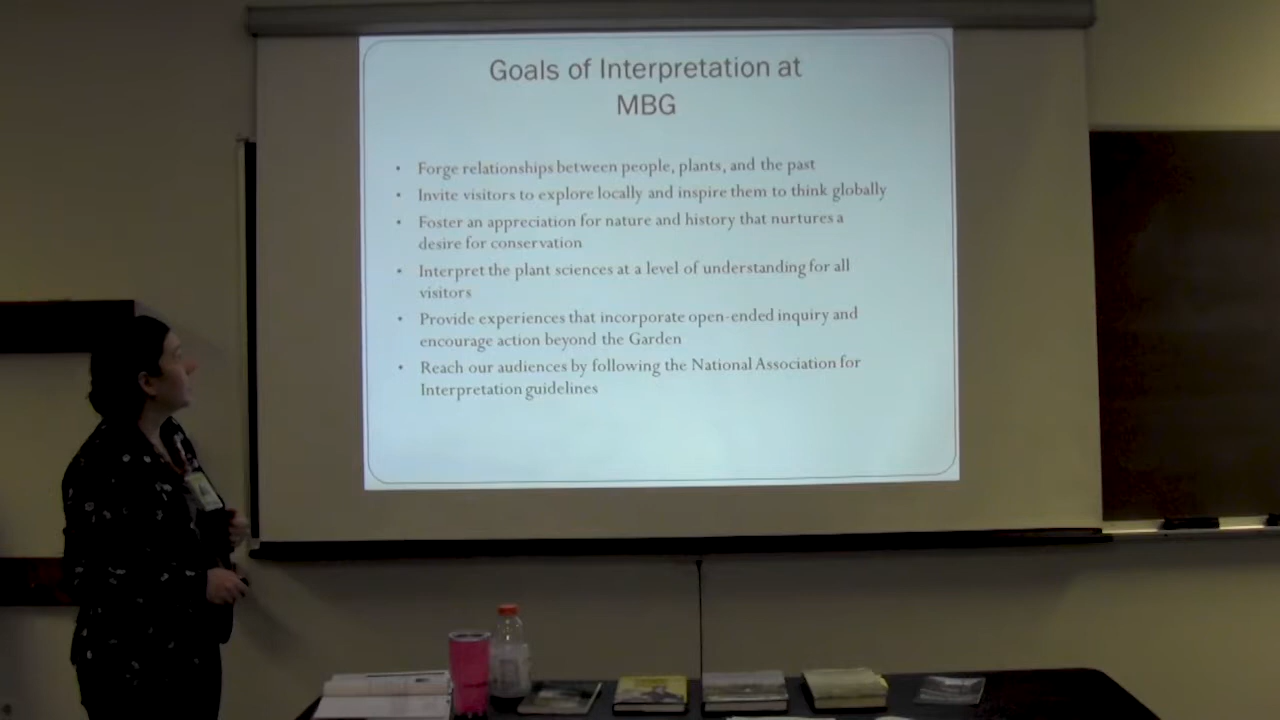 Goals of Interpretation at
MBG
• Forge relationships between people, plants, and the past
• Invite visitors to explore locally and inspire them to think globally
• Foster an appreciation for nature and history that nurtures a
desire for conservation
• Interpret the plant sciences at a level of understanding for all
visitors
• Provide experiences that incorporate open-ended inquiry and
encourage action beyond the Garden
• Reach our audiences by following the National Association for
Interpretation guidelines